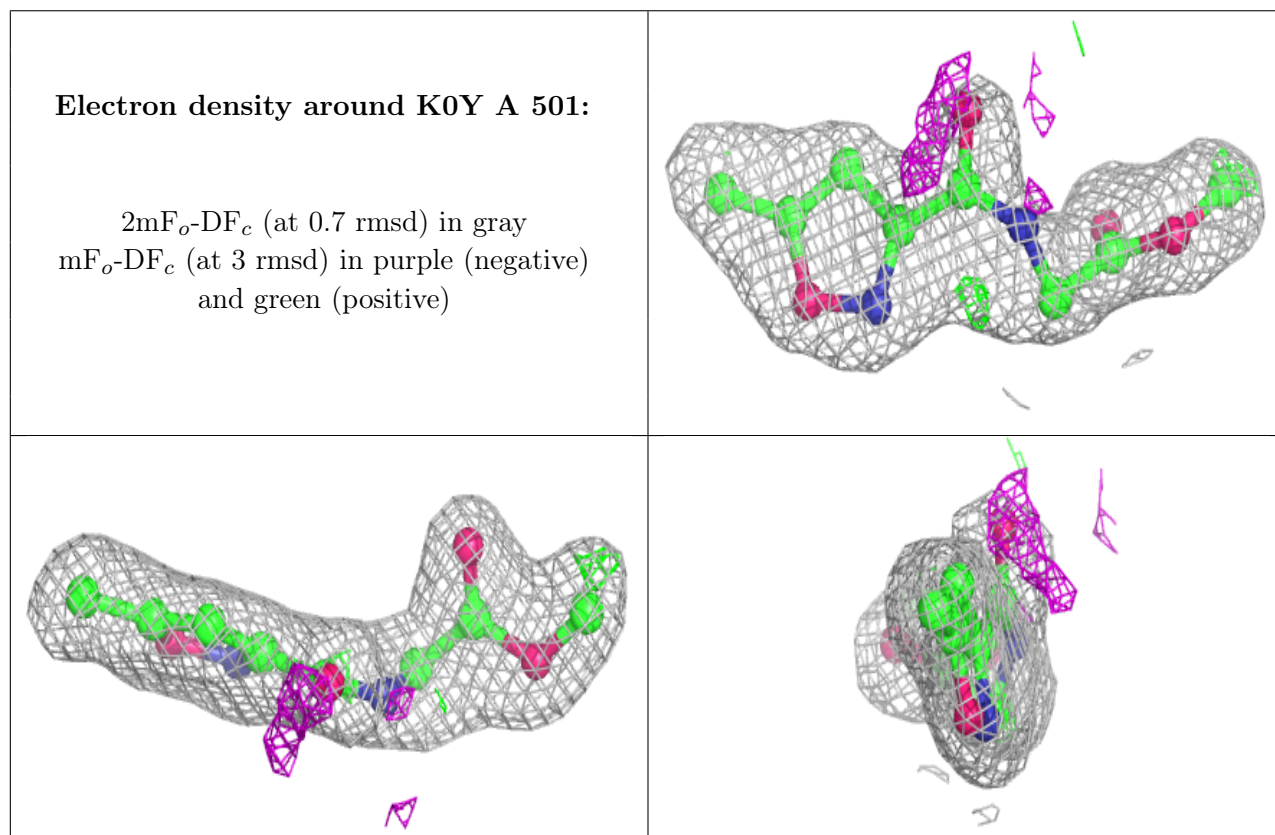 Electron density around K0Y A 501:
2mFo-DFc (at 0.7 rmsd) in gray
mFo-DFc (at 3 rmsd) in purple (negative)
and green (positive)